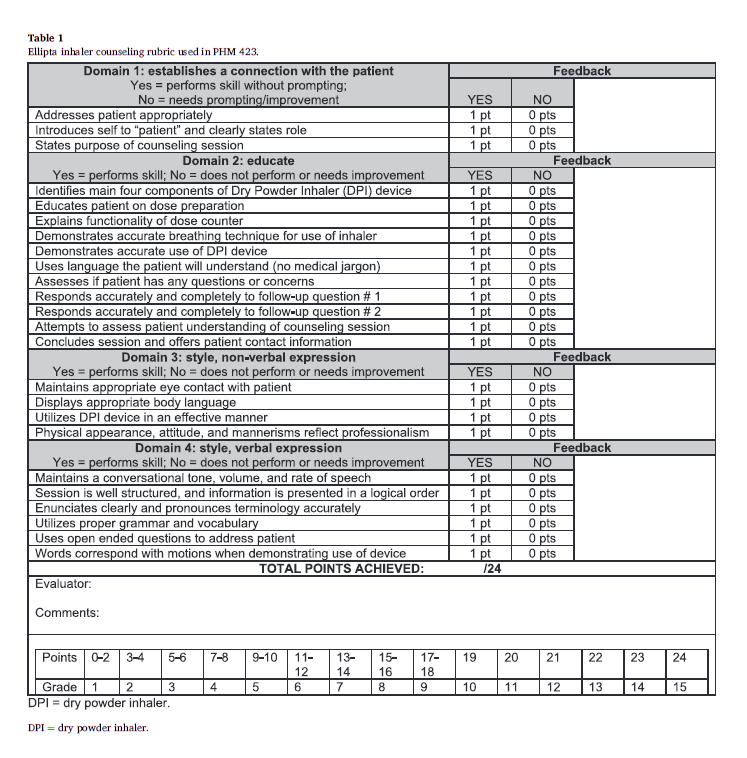 Table 1
Ellipta inhaler counseling rubric used in PHM 423.
Domain 1: establishes a connection with the patient Feedback
Yes = performs skill without prompting;
No = needs prompting/improvement YES NO
Addresses patient appropriately 1 pt 0 pts
Introduces self to “patient” and clearly states role 1 pt 0 pts
States purpose of counseling session 1 pt 0 pts
Domain 2: educate Feedback
Yes = performs skill; No = does not perform or needs improvement YES NO
Identifies main four components of Dry Powder Inhaler (DPI) device 1 pt 0 pts
Educates patient on dose preparation 1 pt 0 pts
Explains functionality of dose counter 1 pt 0 pts
Demonstrates accurate breathing technique for use of inhaler 1 pt 0 pts
Demonstrates accurate use of DPI device 1 pt 0 pts
Uses language the patient will understand (no medical jargon) 1 pt 0 pts
Assesses if patient has any questions or concerns 1 pt 0 pts
Responds accurately and completely to follow-up question # 1 1 pt 0 pts
Responds accurately and completely to follow-up question # 2 1 pt 0 pts
Attempts to assess patient understanding of counseling session 1 pt 0 pts
Concludes session and offers patient contact information 1 pt 0 pts
Domain 3: style, non-verbal expression Feedback
Yes = performs skill; No = does not perform or needs improvement YES NO
Maintains appropriate eye contact with patient 1 pt 0 pts
Displays appropriate body language 1 pt 0 pts
Utilizes DPI device in an effective manner 1 pt 0 pts
Physical appearance, attitude, and mannerisms reflect professionalism 1 pt 0 pts
Domain 4: style, verbal expression Feedback
Yes = performs skill; No = does not perform or needs improvement YES NO
Maintains a conversational tone, volume, and rate of speech 1 pt 0 pts
Session is well structured, and information is presented in a logical order 1 pt 0 pts
Enunciates clearly and pronounces terminology accurately 1 pt 0 pts
Utilizes proper grammar and vocabulary 1 pt 0 pts
Uses open ended questions to address patient 1 pt 0 pts
Words correspond with motions when demonstrating use of device 1 pt 0 pts
TOTAL POINTS ACHIEVED: /24
Evaluator:
Comments:
Points 0-2 3-4 5-6 7-8 9-10 11-12 13-14 15-16 17-18 19 20 21 22 23 24
Grade 1 2 3 4 5 6 7 8 9 10 11 12 13 14 15
DPI = dry powder inhaler.
DPI = dry powder inhaler.